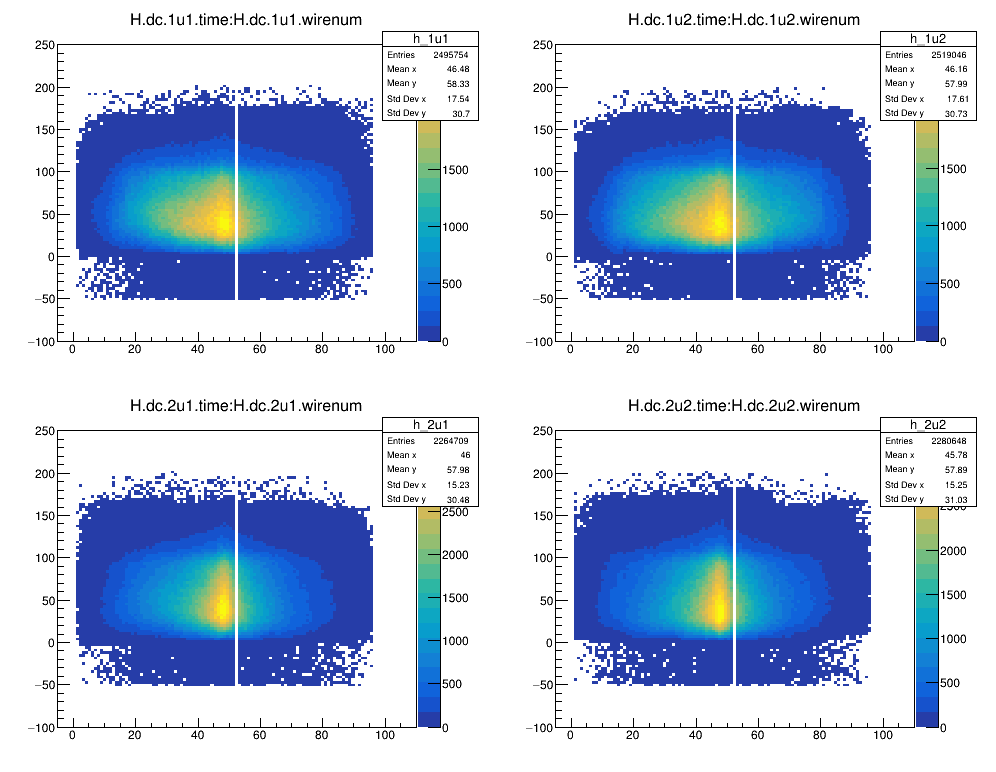 H.dc.1u1.time:H.dc.1u1.wirenum
h_1u1
Entries 2495754
Mean x 46.48
Mean y 58.33
Std Dev x 17.54
Std Dev y 30.7
250
200
150
100
50
0
−50
−100
0 20 40 60 80 100
1500
1000
500
0
H.dc.1u2.time:H.dc.1u2.wirenum
h_1u2
Entries 2519046
Mean x 46.16
Mean y 57.99
Std Dev x 17.61
Std Dev y 30.73
250
200
150
100
50
0
−50
−100
0 20 40 60 80 100
1500
1000
500
0
H.dc.2u1.time:H.dc.2u1.wirenum
h_2u1
Entries 2264709
Mean x 46
Mean y 57.98
Std Dev x 15.23
Std Dev y 30.48
250
200
150
100
50
0
−50
−100
0 20 40 60 80 100
2500
2000
1500
1000
500
0
H.dc.2u2.time:H.dc.2u2.wirenum
h_2u2
Entries 2280648
Mean x 45.78
Mean y 57.89
Std Dev x 15.25
Std Dev y 31.03
250
200
150
100
50
0
−50
−100
0 20 40 60 80 100
2500
2000
1500
1000
500
0